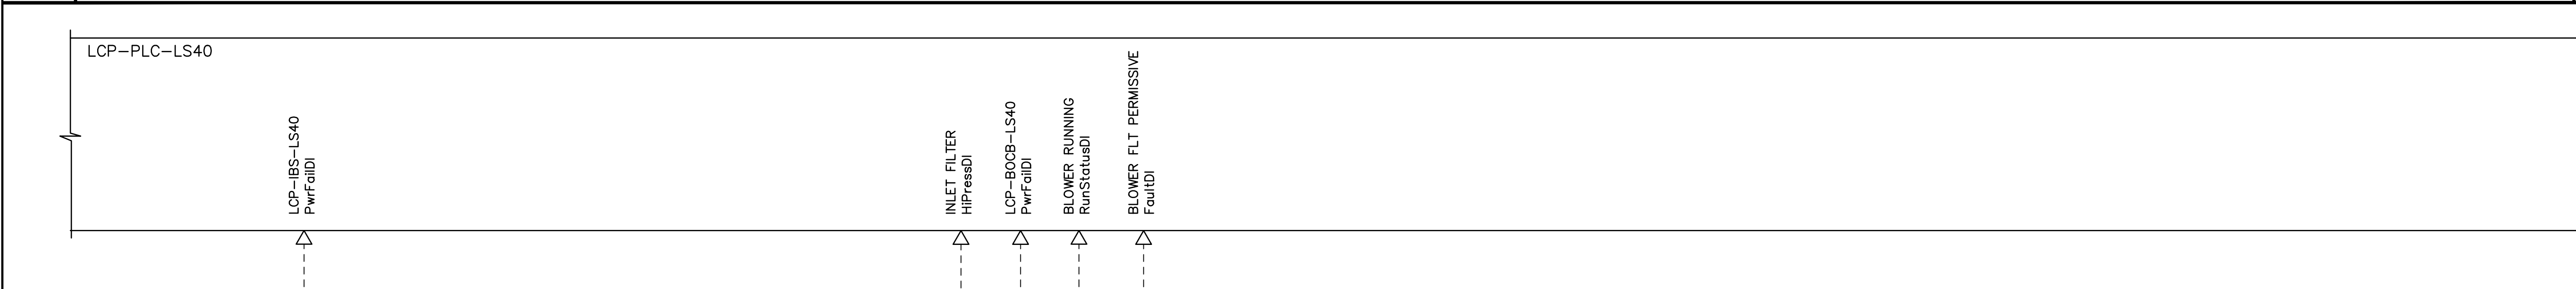 LCP-PLC-LS40
LCP-IBS-LS40
PwrFailDI
INLET FILTER
HiPressDI
LCP-BOCB-LS40
PwrFailDI
BLOWER RUNNING
RunStatusDI
BLOWER FLT PERMISSIVE
FaultDI